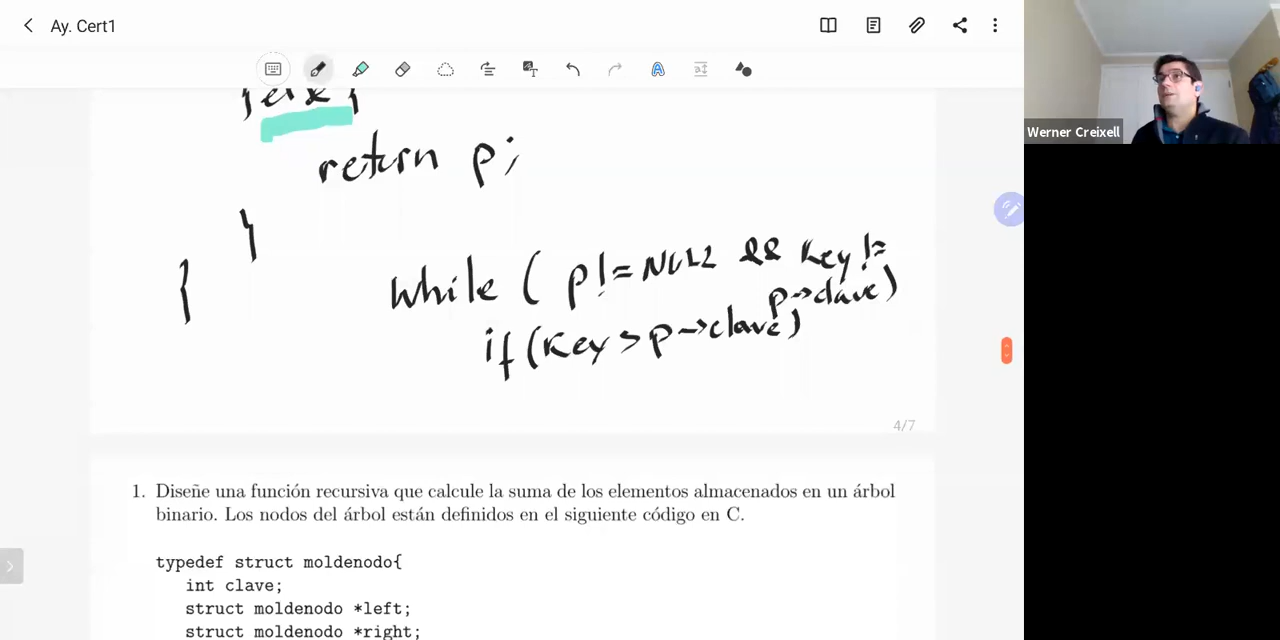 Ay. Cert1
Werner Creixell
}else{
return p;
}
}
while ( p!=NULL && key !=
p->clave)
if(key > p->clave)
4/7
1. Diseñe una función recursiva que calcule la suma de los elementos almacenados en un árbol
binario. Los nodos del árbol están definidos en el siguiente código en C.
typedef struct moldenodo{
int clave;
struct moldenodo *left;
struct moldenodo *right;